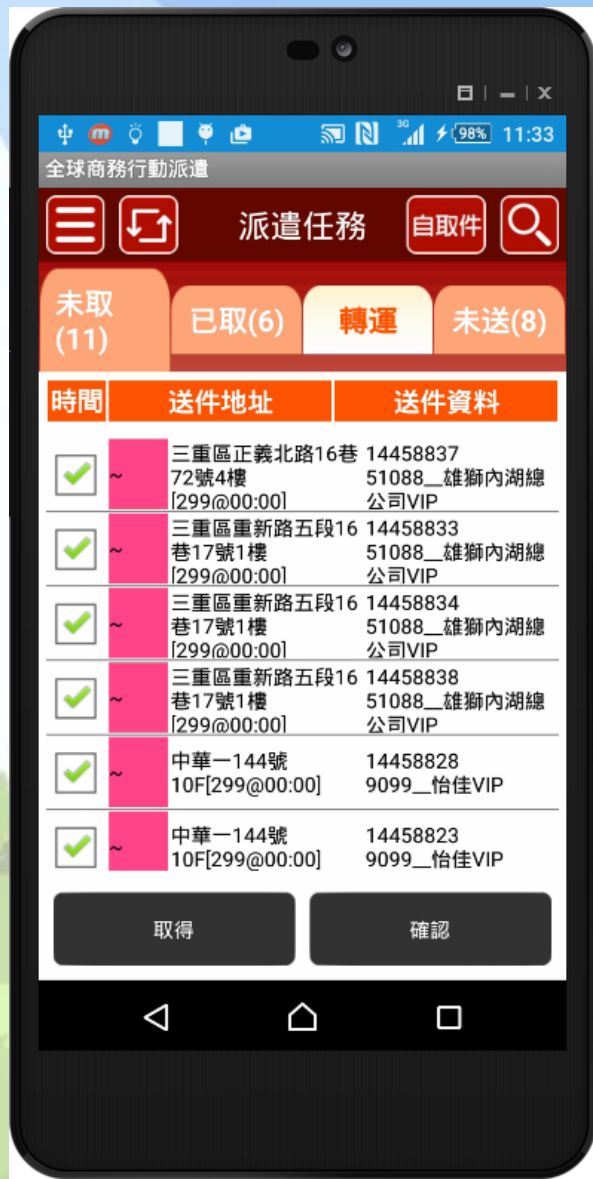 3G 98% 11:33
全球商務行動派遣
派遣任務 自取件
未取
(11)
已取(6) 轉運 未送(8)
時間 送件地址 送件資料
~ 三重區正義北路16巷 14458837
72號4樓 51088__雄獅內湖總
[299@00:00] 公司VIP
~ 三重區重新路五段16 14458833
巷17號1樓 51088__雄獅內湖總
[299@00:00] 公司VIP
~ 三重區重新路五段16 14458834
巷17號1樓 51088__雄獅內湖總
[299@00:00] 公司VIP
~ 三重區重新路五段16 14458838
巷17號1樓 51088__雄獅內湖總
[299@00:00] 公司VIP
~ 中華一144號 14458828
10F[299@00:00] 9099__怡佳VIP
~ 中華一144號 14458823
10F[299@00:00] 9099__怡佳VIP
取得 確認